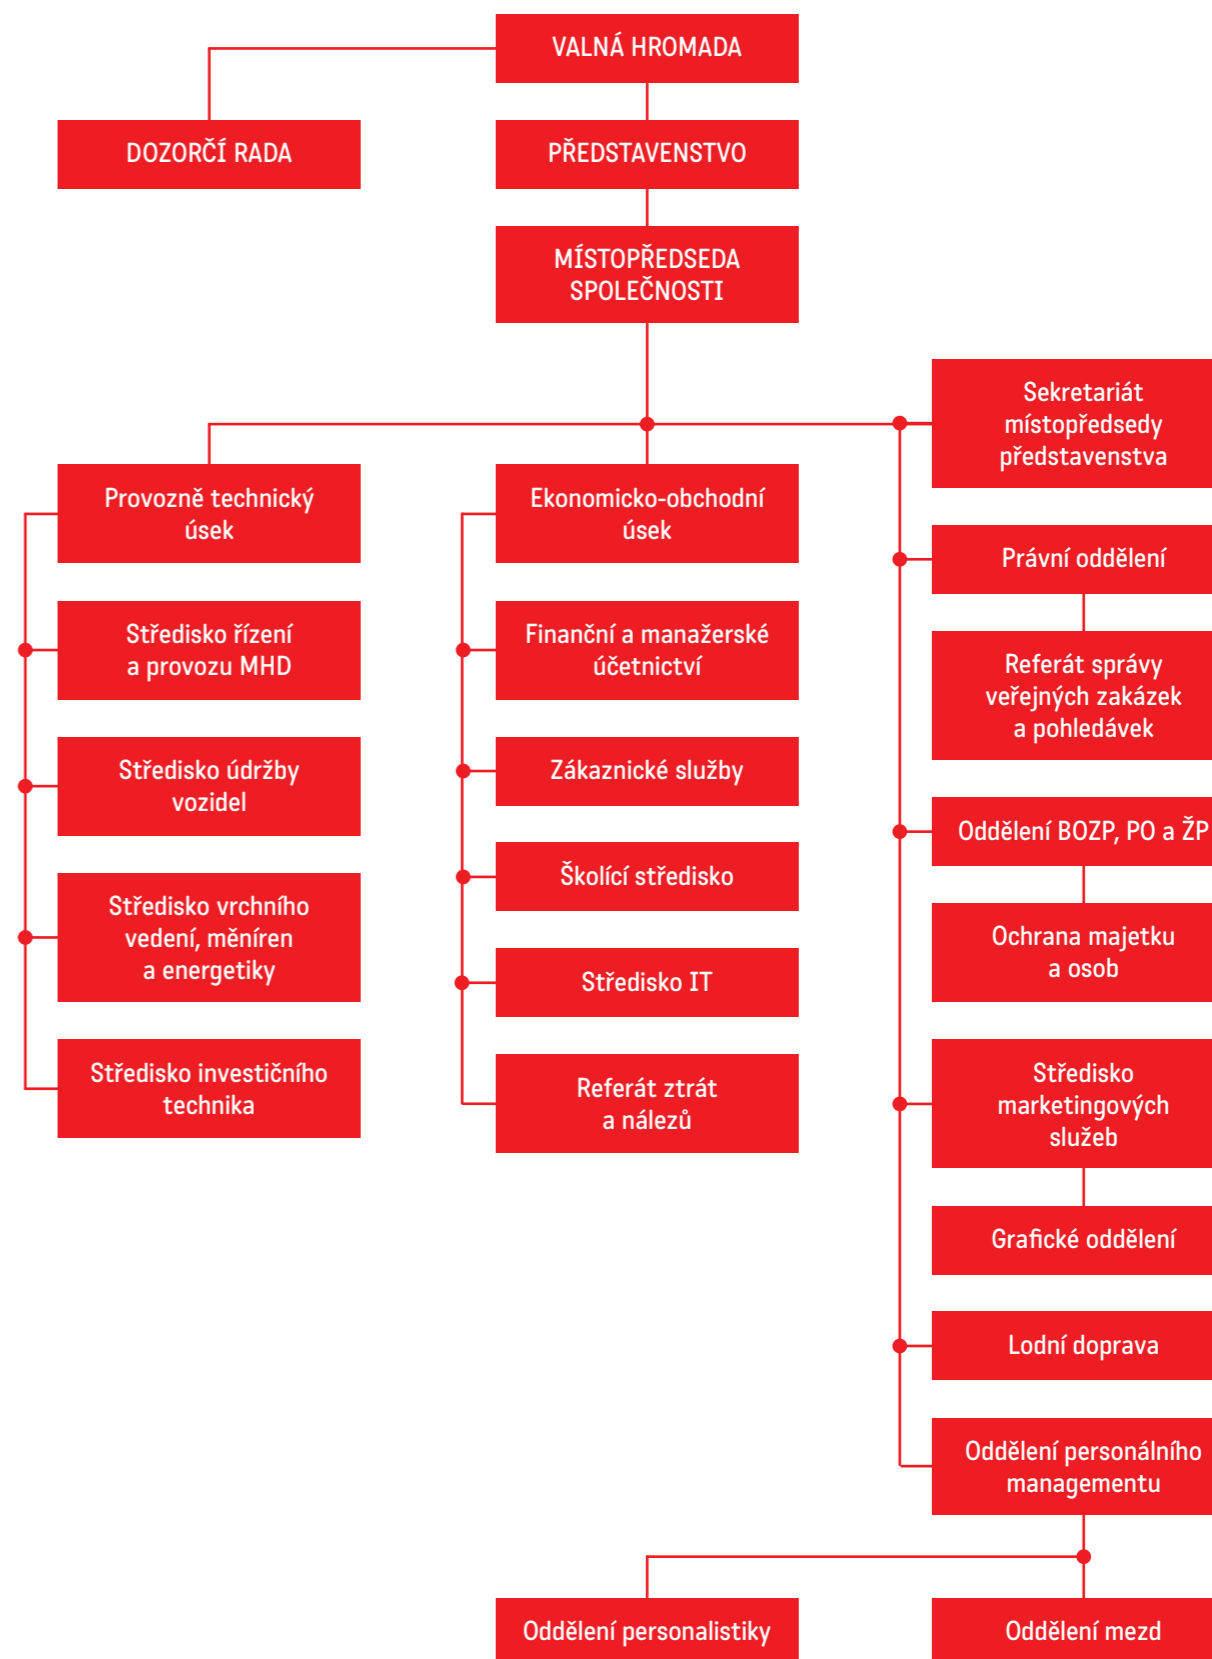 VALNÁ HROMADA
DOZORČÍ RADA
PŘEDSTAVENSTVO
MÍSTOPŘEDSEDA
SPOLEČNOSTI
Provozně technický
úsek
Středisko řízení
a provozu MHD
Středisko údržby
vozidel
Středisko vrchního
vedení, měníren
a energetiky
Středisko investičního
technika
Ekonomicko-obchodní
úsek
Finanční a manažerské
účetnictví
Zákaznické služby
Školící středisko
Středisko IT
Referát ztrát
a nálezů
Sekretariát
místopředsedy
představenstva
Právní oddělení
Referát správy
veřejných zakázek
a pohledávek
Oddělení BOZP, PO a ŽP
Ochrana majetku
a osob
Středisko
marketingových
služeb
Grafické oddělení
Lodní doprava
Oddělení personálního
managementu
Oddělení personalistiky
Oddělení mezd